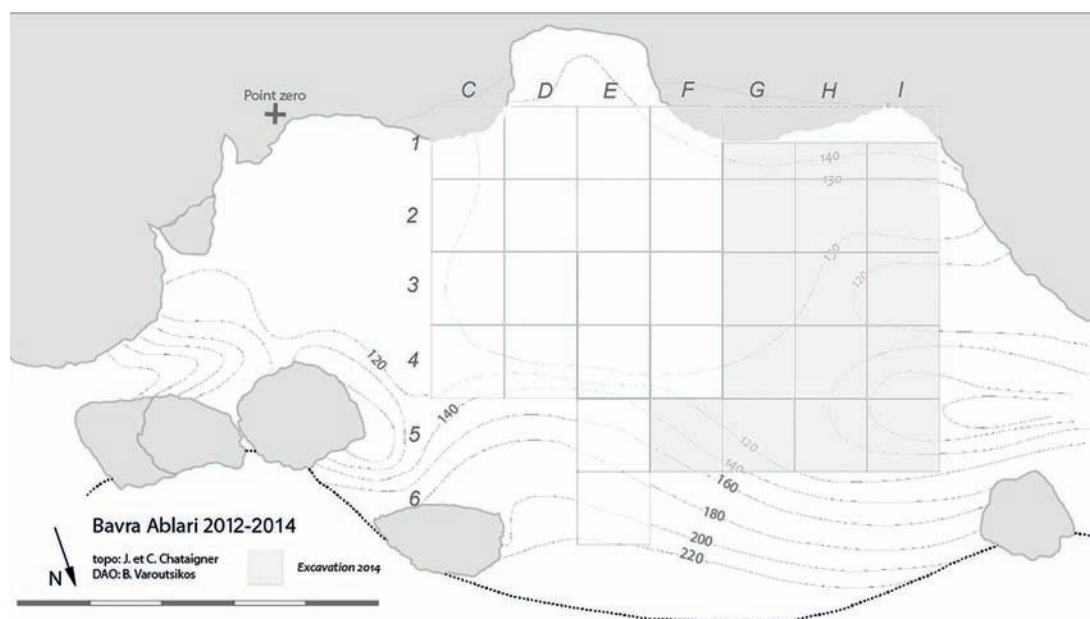 Point zero
C D E F G H I
1
140
130
2
130
120
3
4
120
140
5
120
140
160
6
180
200
220
Bavra Ablari 2012-2014
topo: J. et C. Chataigner
DAO: B. Varoutsikos
Excavation 2014
N